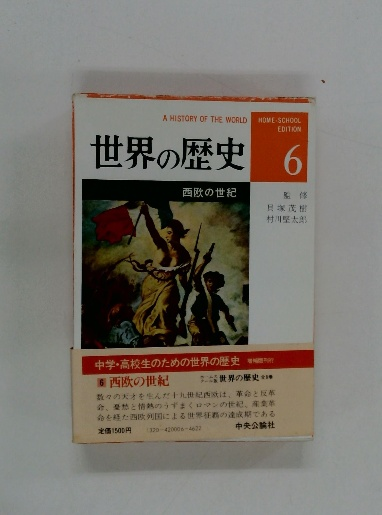 A HISTORY OF THE WORLD
HOME-SCHOOL
EDITION
世界の歴史
6
西欧の世紀
監修
貝塚茂樹
村川堅太郎
中学・高校生のための世界の歴史
6 西欧の世紀
世界の歴史
数々の天才を生んだ十九世紀西欧は、革命と反革
命、憂愁と情熱のうずまくロマンの世紀、産業革
命を経た西欧列国による世界征覇の達成期である
定価1500円
中央公論社